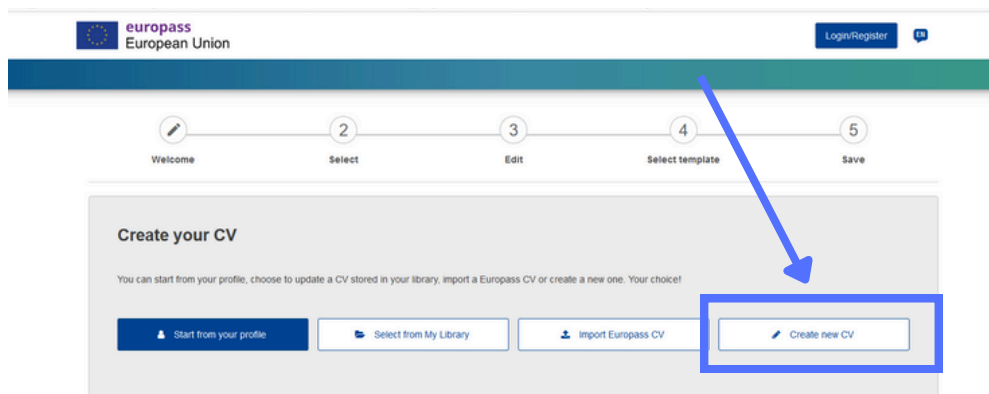 europass
European Union
Login/Register
EN
2
3
4
5
Welcome
Select
Edit
Select template
Save
Create your CV
You can start from your profile, choose to update a CV stored in your library, import a Europass CV or create a new one. Your choice!
Start from your profile
Select from My Library
Import Europass CV
Create new CV